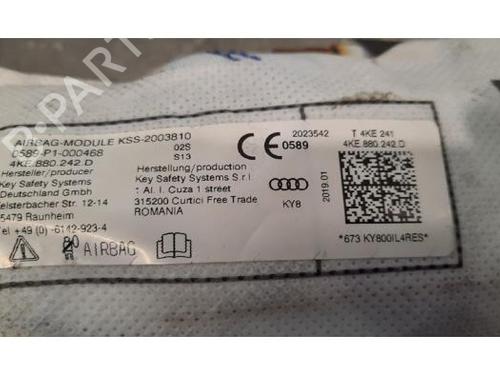 AIRBAG-MODULE KSS-2003810
0589-P1-000468
4KE.880.242.D
02S
S13
Hersteller/producer
Key Safety Systems
Deutschland GmbH
Kelsterbacher Str. 12-14
65479 Raunheim
Tel +49 (0)-6142-923-4
AIRBAG
Herstellung/production
Key Safety Systems S.r.l
1 Al. I. Cuza 1 street
315200 Curtici Free Trade
ROMANIA
CE 0589
2023542
KY8
2019.01
T 4KE 241
4KE.880.242.D
*673 KY800IL4RES*